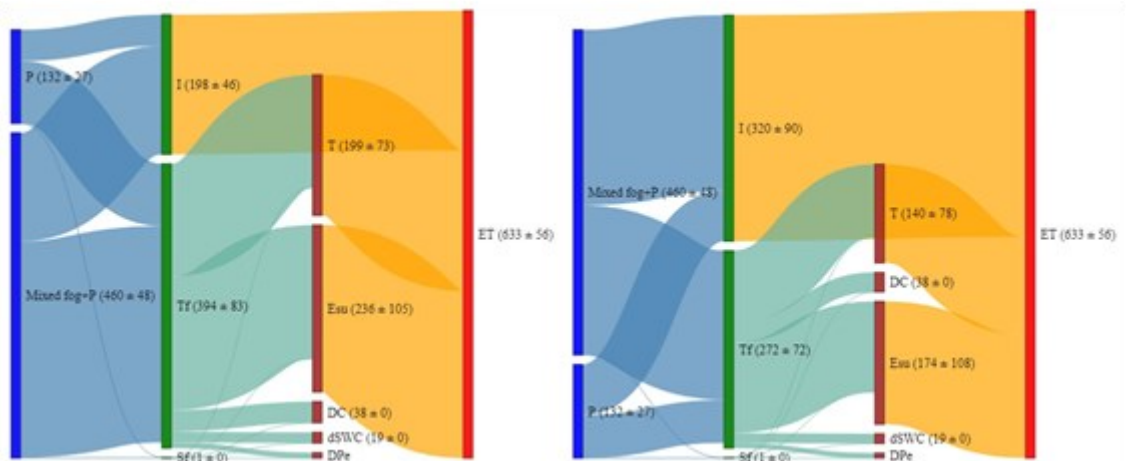 P (132 ± 27)
I (198 ± 46)
T (199 ± 73)
ET (633 ± 56)
Mixed fog+P (460 ± 48)
Tf (394 ± 83)
Esu (236 ± 105)
DC (38 ± 0)
dSWC (19 ± 0)
Sf (1 ± 0)
DPe
I (320 ± 90)
Mixed fog+P (460 ± 48)
T (140 ± 78)
ET (633 ± 56)
DC (38 ± 0)
Tf (272 ± 72)
Esu (174 ± 108)
P (132 ± 27)
dSWC (19 ± 0)
Sf (1 ± 0)
DPe